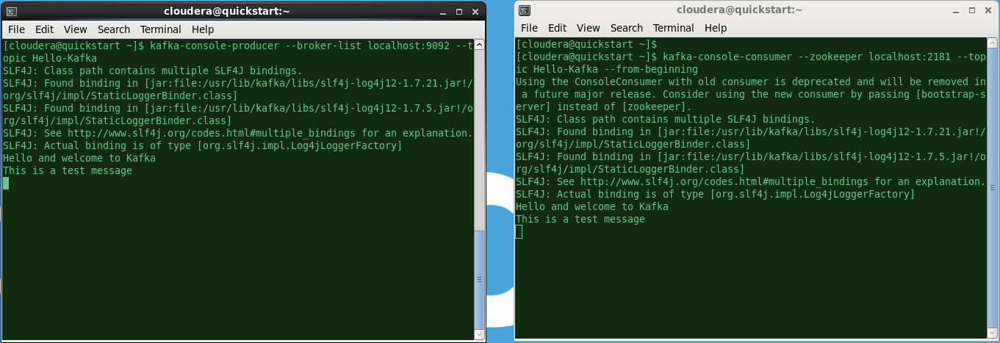 cloudera@quickstart:~
File Edit View Search Terminal Help
[cloudera@quickstart ~]$ kafka-console-producer --broker-list localhost:9092 --t
opic Hello-Kafka
SLF4J: Class path contains multiple SLF4J bindings.
SLF4J: Found binding in [jar:file:/usr/lib/kafka/libs/slf4j-log4j12-1.7.21.jar!/
org/slf4j/impl/StaticLoggerBinder.class]
SLF4J: Found binding in [jar:file:/usr/lib/kafka/libs/slf4j-log4j12-1.7.5.jar!/o
rg/slf4j/impl/StaticLoggerBinder.class]
SLF4J: See http://www.slf4j.org/codes.html#multiple_bindings for an explanation.
SLF4J: Actual binding is of type [org.slf4j.impl.Log4jLoggerFactory]
Hello and welcome to Kafka
This is a test message
cloudera@quickstart:~
File Edit View Search Terminal Help
[cloudera@quickstart ~]$
[cloudera@quickstart ~]$ kafka-console-consumer --zookeeper localhost:2181 --top
ic Hello-Kafka --from-beginning
Using the ConsoleConsumer with old consumer is deprecated and will be removed in
 a future major release. Consider using the new consumer by passing [bootstrap-s
erver] instead of [zookeeper].
SLF4J: Class path contains multiple SLF4J bindings.
SLF4J: Found binding in [jar:file:/usr/lib/kafka/libs/slf4j-log4j12-1.7.21.jar!/
org/slf4j/impl/StaticLoggerBinder.class]
SLF4J: Found binding in [jar:file:/usr/lib/kafka/libs/slf4j-log4j12-1.7.5.jar!/o
rg/slf4j/impl/StaticLoggerBinder.class]
SLF4J: See http://www.slf4j.org/codes.html#multiple_bindings for an explanation.
SLF4J: Actual binding is of type [org.slf4j.impl.Log4jLoggerFactory]
Hello and welcome to Kafka
This is a test message